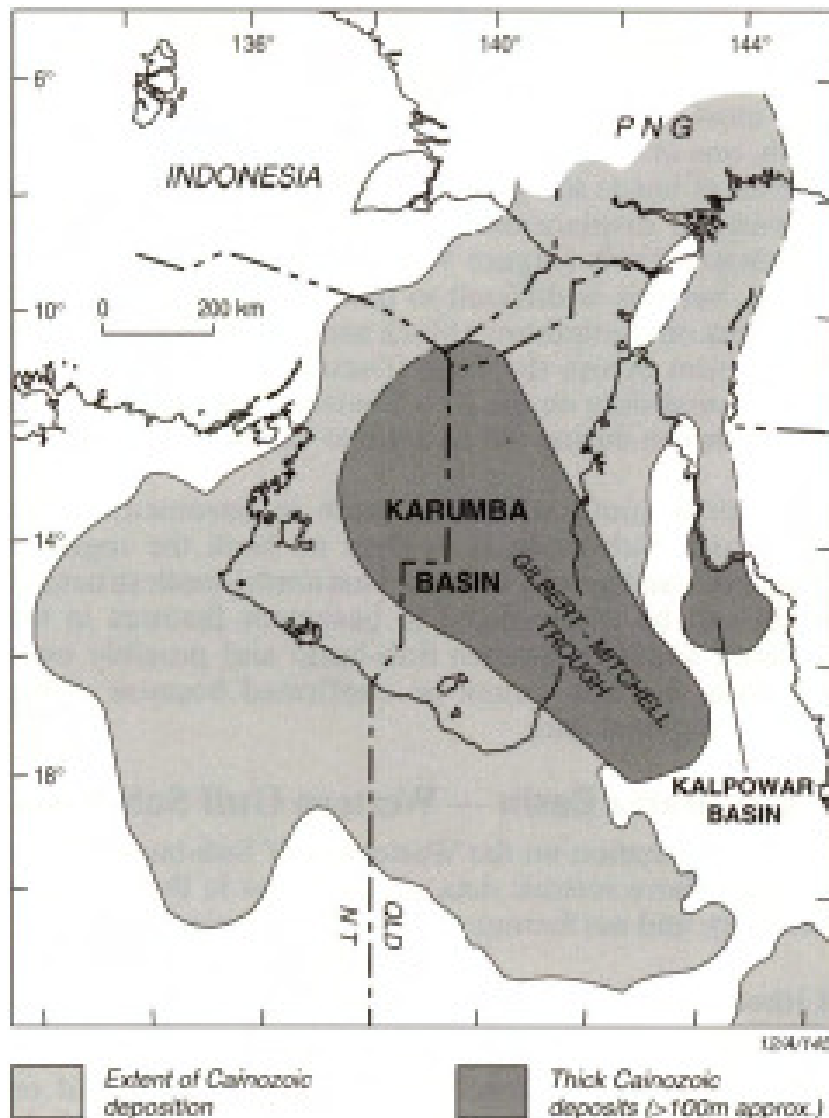 136° 140° 144°
6°
PNG
INDONESIA
10°
0 200 km
KARUMBA
14°
BASIN
GILBERT - MITCHELL
TROUGH
18°
KALPOWAR
BASIN
QLD
NT
Extent of Cainozoic
deposition
Thick Cainozoic
deposits (>100m approx.)